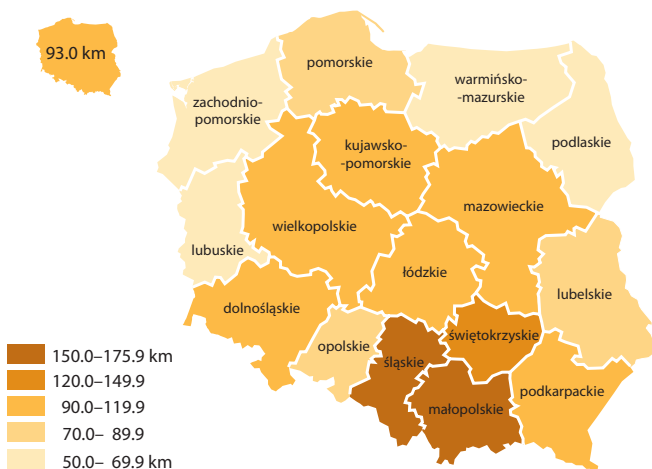 93.0 km
pomorskie
warmińsko-
-mazurskie
zachodnio-
pomorskie
podlaskie
kujawsko-
-pomorskie
mazowieckie
wielkopolskie
lubuskie
łódzkie
lubelskie
dolnośląskie
świętokrzyskie
opolskie
śląskie
podkarpackie
małopolskie
150.0–175.9 km
120.0–149.9
90.0–119.9
70.0– 89.9
50.0– 69.9 km